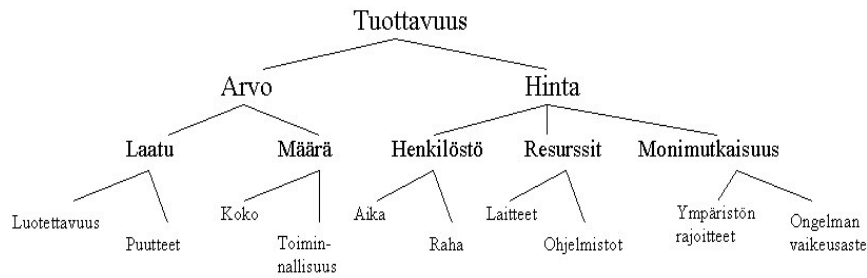 Tuottavuus
Arvo
Hinta
Laatu
Määrä
Henkilöstö
Resurssit
Monimutkaisuus
Luotettavuus
Puutteet
Koko
Toimin-
nallisuus
Aika
Raha
Laitteet
Ohjelmistot
Ympäristön
rajoitteet
Ongelman
vaikeusaste